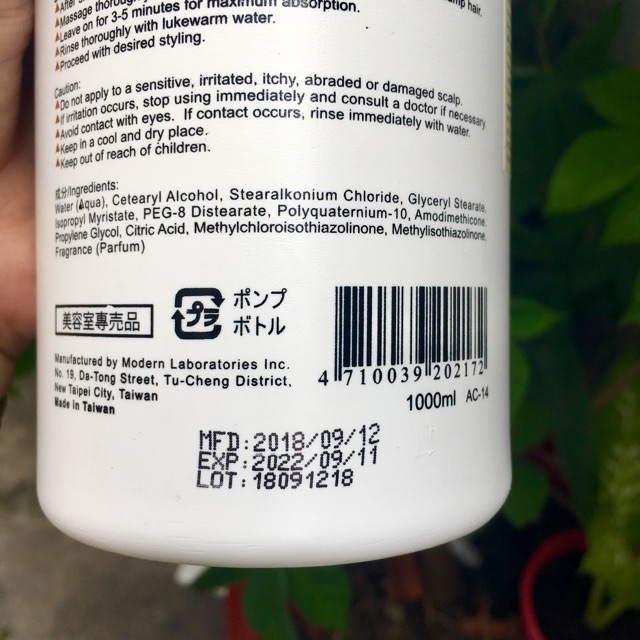 Massage thoroughly
Leave on for 3-5 minutes for maximum absorption.
Rinse thoroughly with lukewarm water.
Proceed with desired styling.
Caution:
Do not apply to a sensitive, irritated, itchy, abraded or damaged scalp.
If irritation occurs, stop using immediately and consult a doctor if necessary
Avoid contact with eyes. If contact occurs, rinse immediately with water.
Keep in a cool and dry place.
Keep out of reach of children.
成分/Ingredients:
Water (Aqua), Cetearyl Alcohol, Stearalkonium Chloride, Glyceryl Stearate,
Isopropyl Myristate, PEG-8 Distearate, Polyquaternium-10, Amodimethicone,
Propylene Glycol, Citric Acid, Methylchloroisothiazolinone, Methylisothiazolinone,
Fragrance (Parfum)
美容室専売品
プラ
ポンプ
ボトル
Manufactured by Modern Laboratories Inc.
No. 19, Da-Tong Street, Tu-Cheng District,
New Taipei City, Taiwan
Made in Taiwan
4 710039 202172
1000ml AC-14
MFD:2018/09/12
EXP:2022/09/11
LOT:18091218